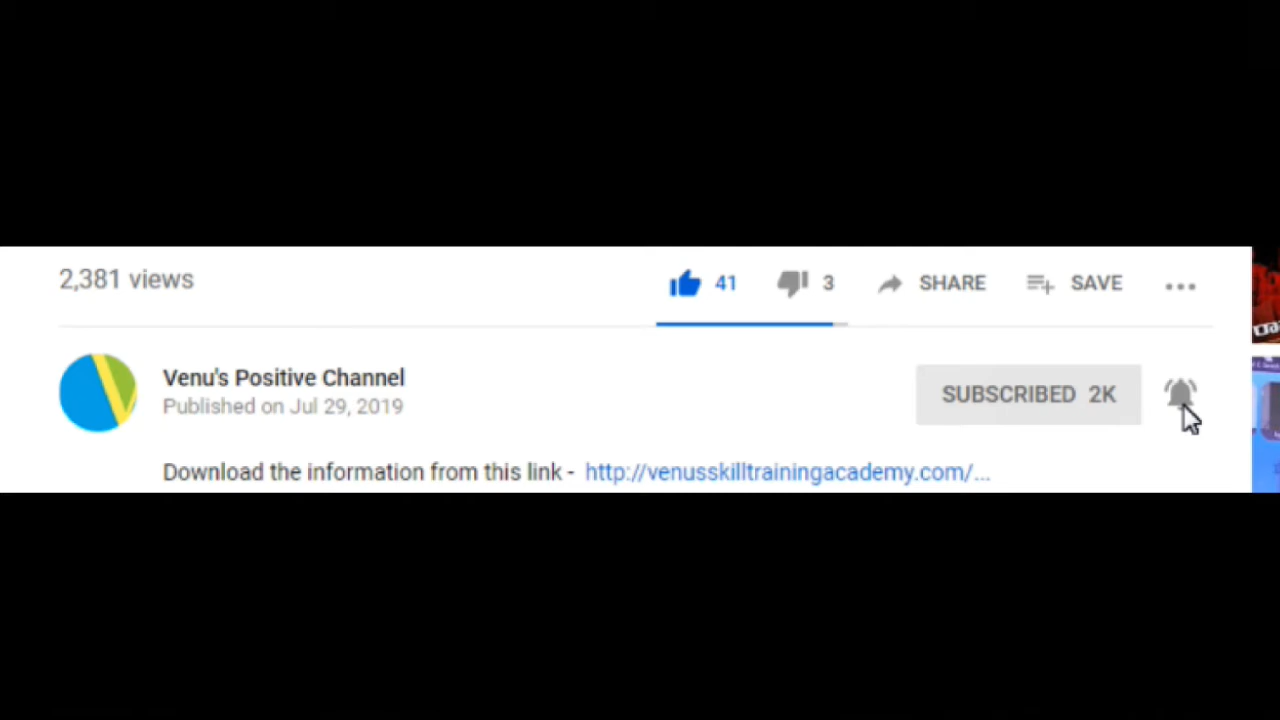 2,381 views 41 3 SHARE SAVE
Venu's Positive Channel
Published on Jul 29, 2019
SUBSCRIBED 2K
Download the information from this link - http://venusskilltrainingacademy.com/...